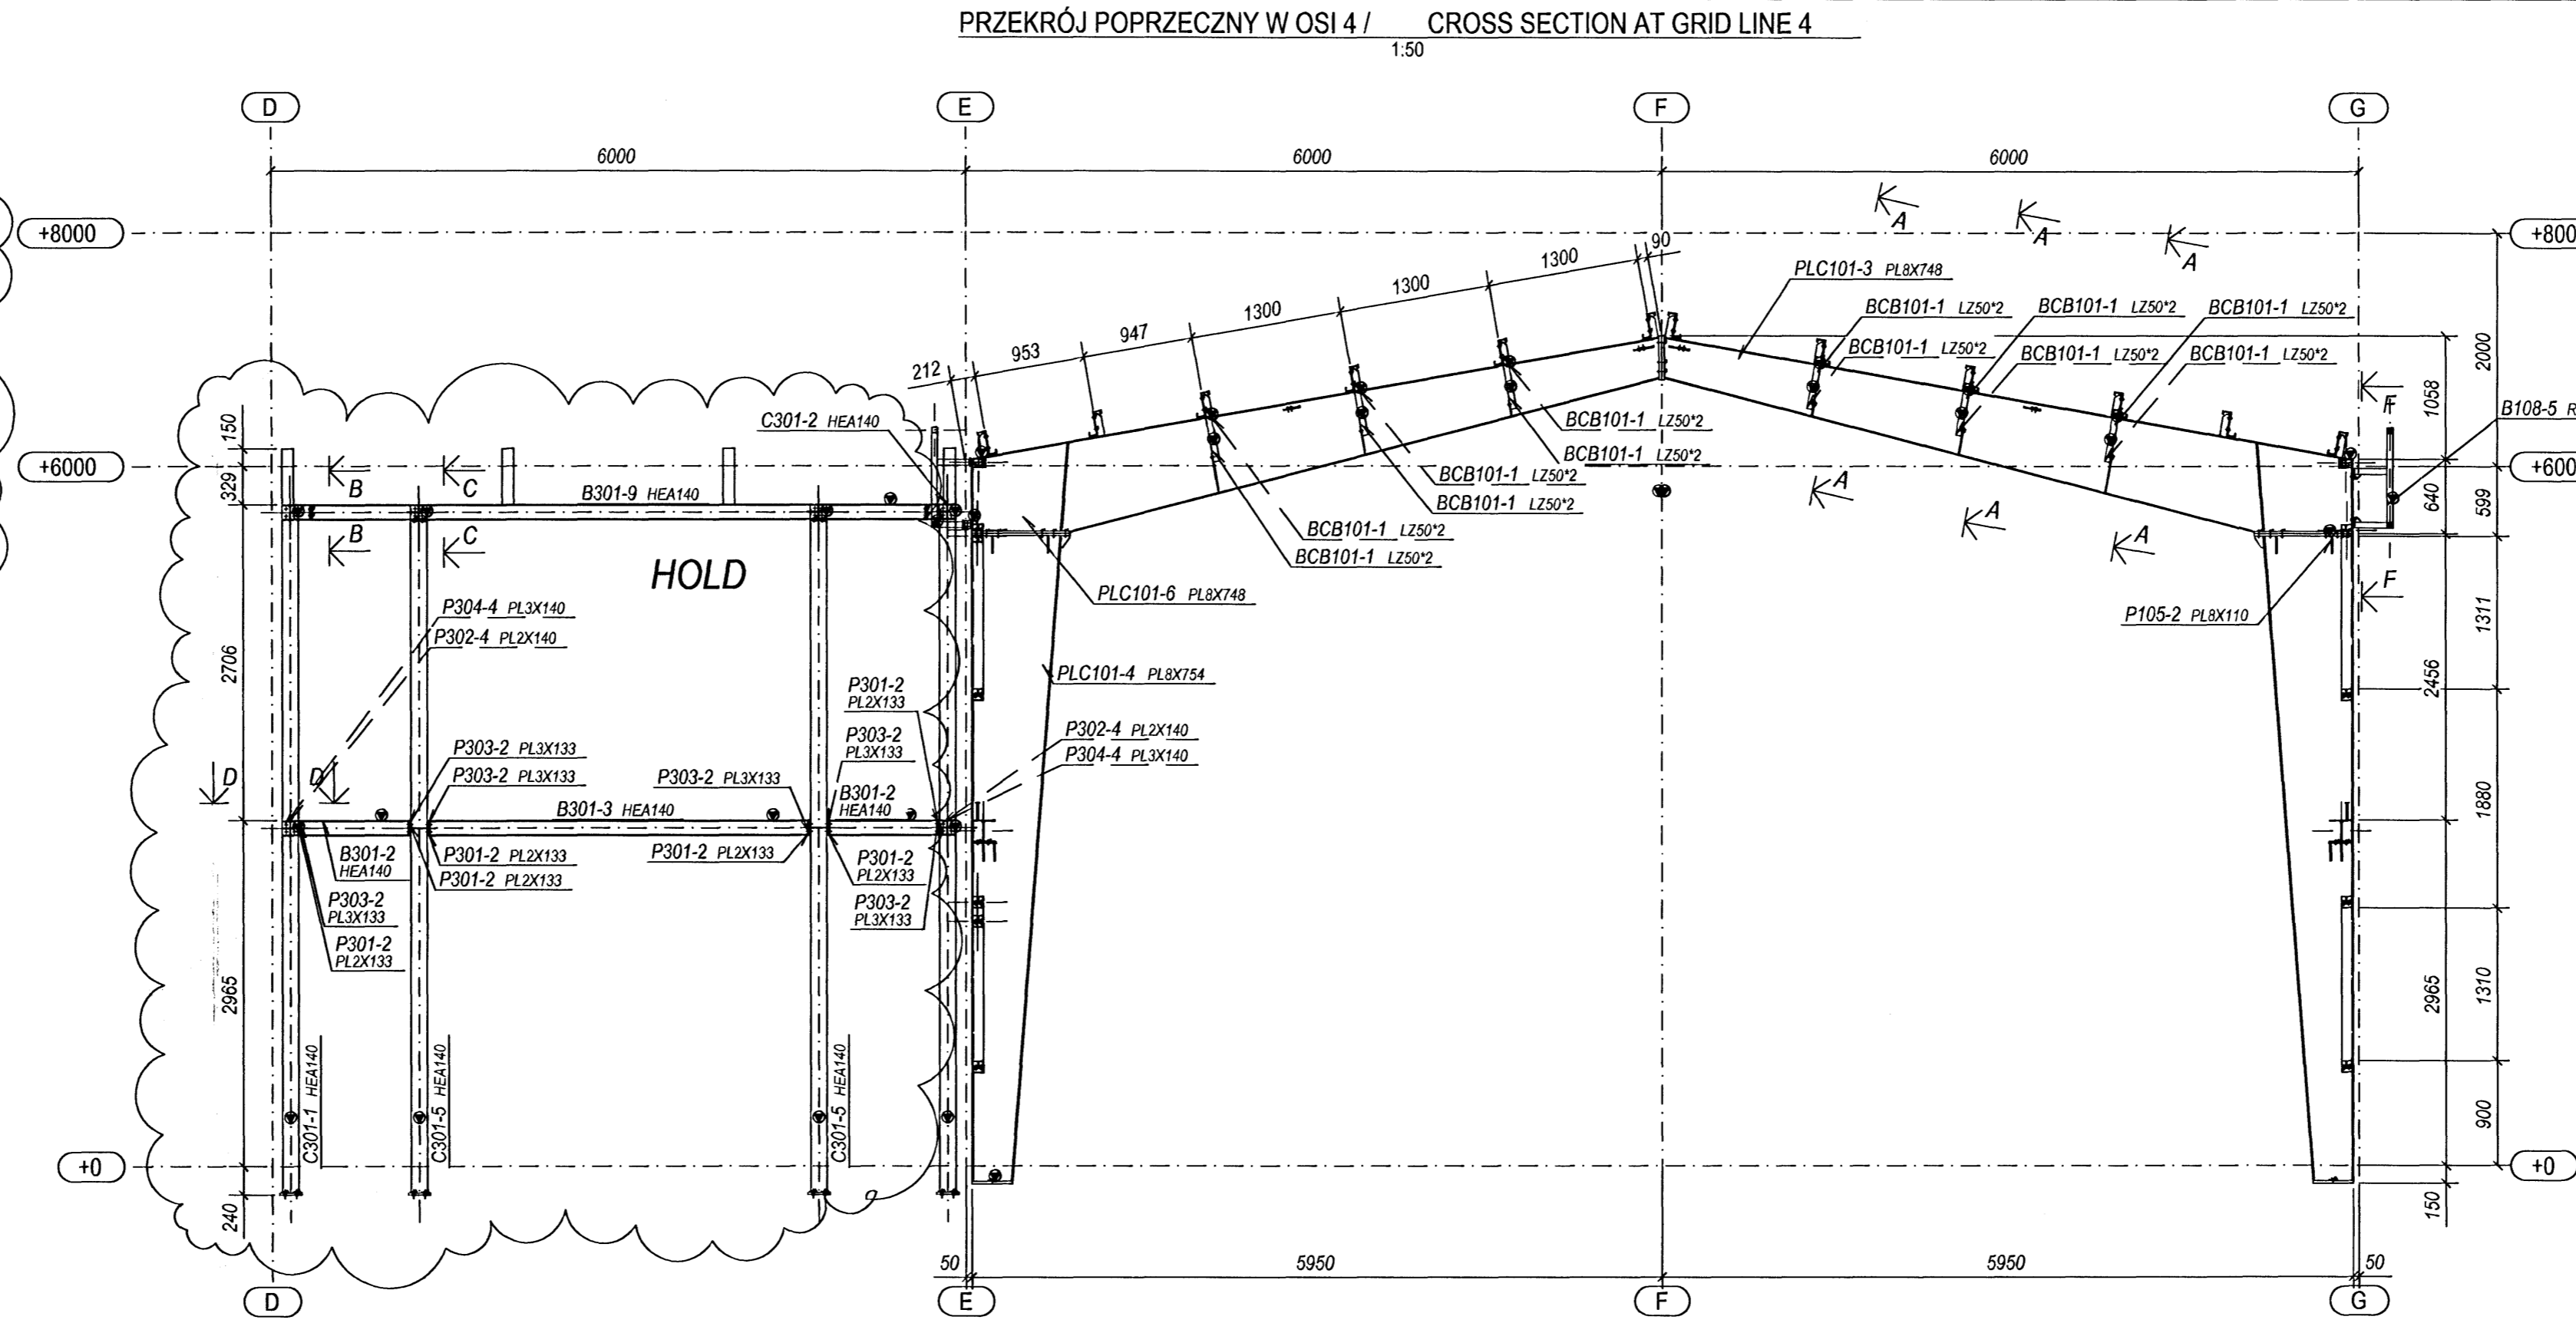 PRZEKRÓJ POPRZECZNY W OSI 4 / CROSS SECTION AT GRID LINE 4
1:50
D
E
F
G
6000
6000
6000
+8000
+800
A
A
A
90
1300
1300
1300
947
953
212
PLC101-3 PL8X748
BCB101-1 LZ50*2
BCB101-1 LZ50*2
BCB101-1 LZ50*2
BCB101-1 LZ50*2
BCB101-1 LZ50*2
BCB101-1 LZ50*2
2000
1058
F
B108-5 R
C301-2 HEA140
BCB101-1 LZ50*2
BCB101-1 LZ50*2
BCB101-1 LZ50*2
BCB101-1 LZ50*2
BCB101-1 LZ50*2
BCB101-1 LZ50*2
150
+6000
+600
329
B
C
B301-9 HEA140
B
C
A
A
A
640
599
HOLD
PLC101-6 PL8X748
F
P105-2 PL8X110
1311
P304-4 PL3X140
P302-4 PL2X140
2706
PLC101-4 PL8X754
2456
P301-2
PL2X133
P303-2
PL3X133
P302-4 PL2X140
P304-4 PL3X140
P303-2 PL3X133
P303-2 PL3X133
P303-2 PL3X133
D
D
B301-3 HEA140
B301-2
HEA140
1880
B301-2
HEA140
P301-2 PL2X133
P301-2 PL2X133
P301-2 PL2X133
P301-2
PL2X133
P303-2
PL3X133
P303-2
PL3X133
P301-2
PL2X133
2965
2965
1310
C301-1 HEA140
C301-5 HEA140
C301-5 HEA140
900
+0
+0
240
150
50
5950
5950
50
D
E
F
G